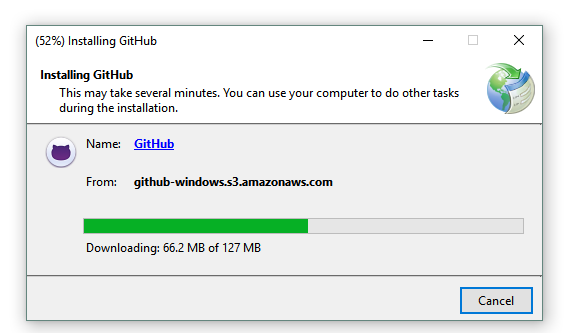 (52%) Installing GitHub
Installing GitHub
This may take several minutes. You can use your computer to do other tasks
during the installation.
Name: GitHub
From: github-windows.s3.amazonaws.com
Downloading: 66.2 MB of 127 MB
Cancel